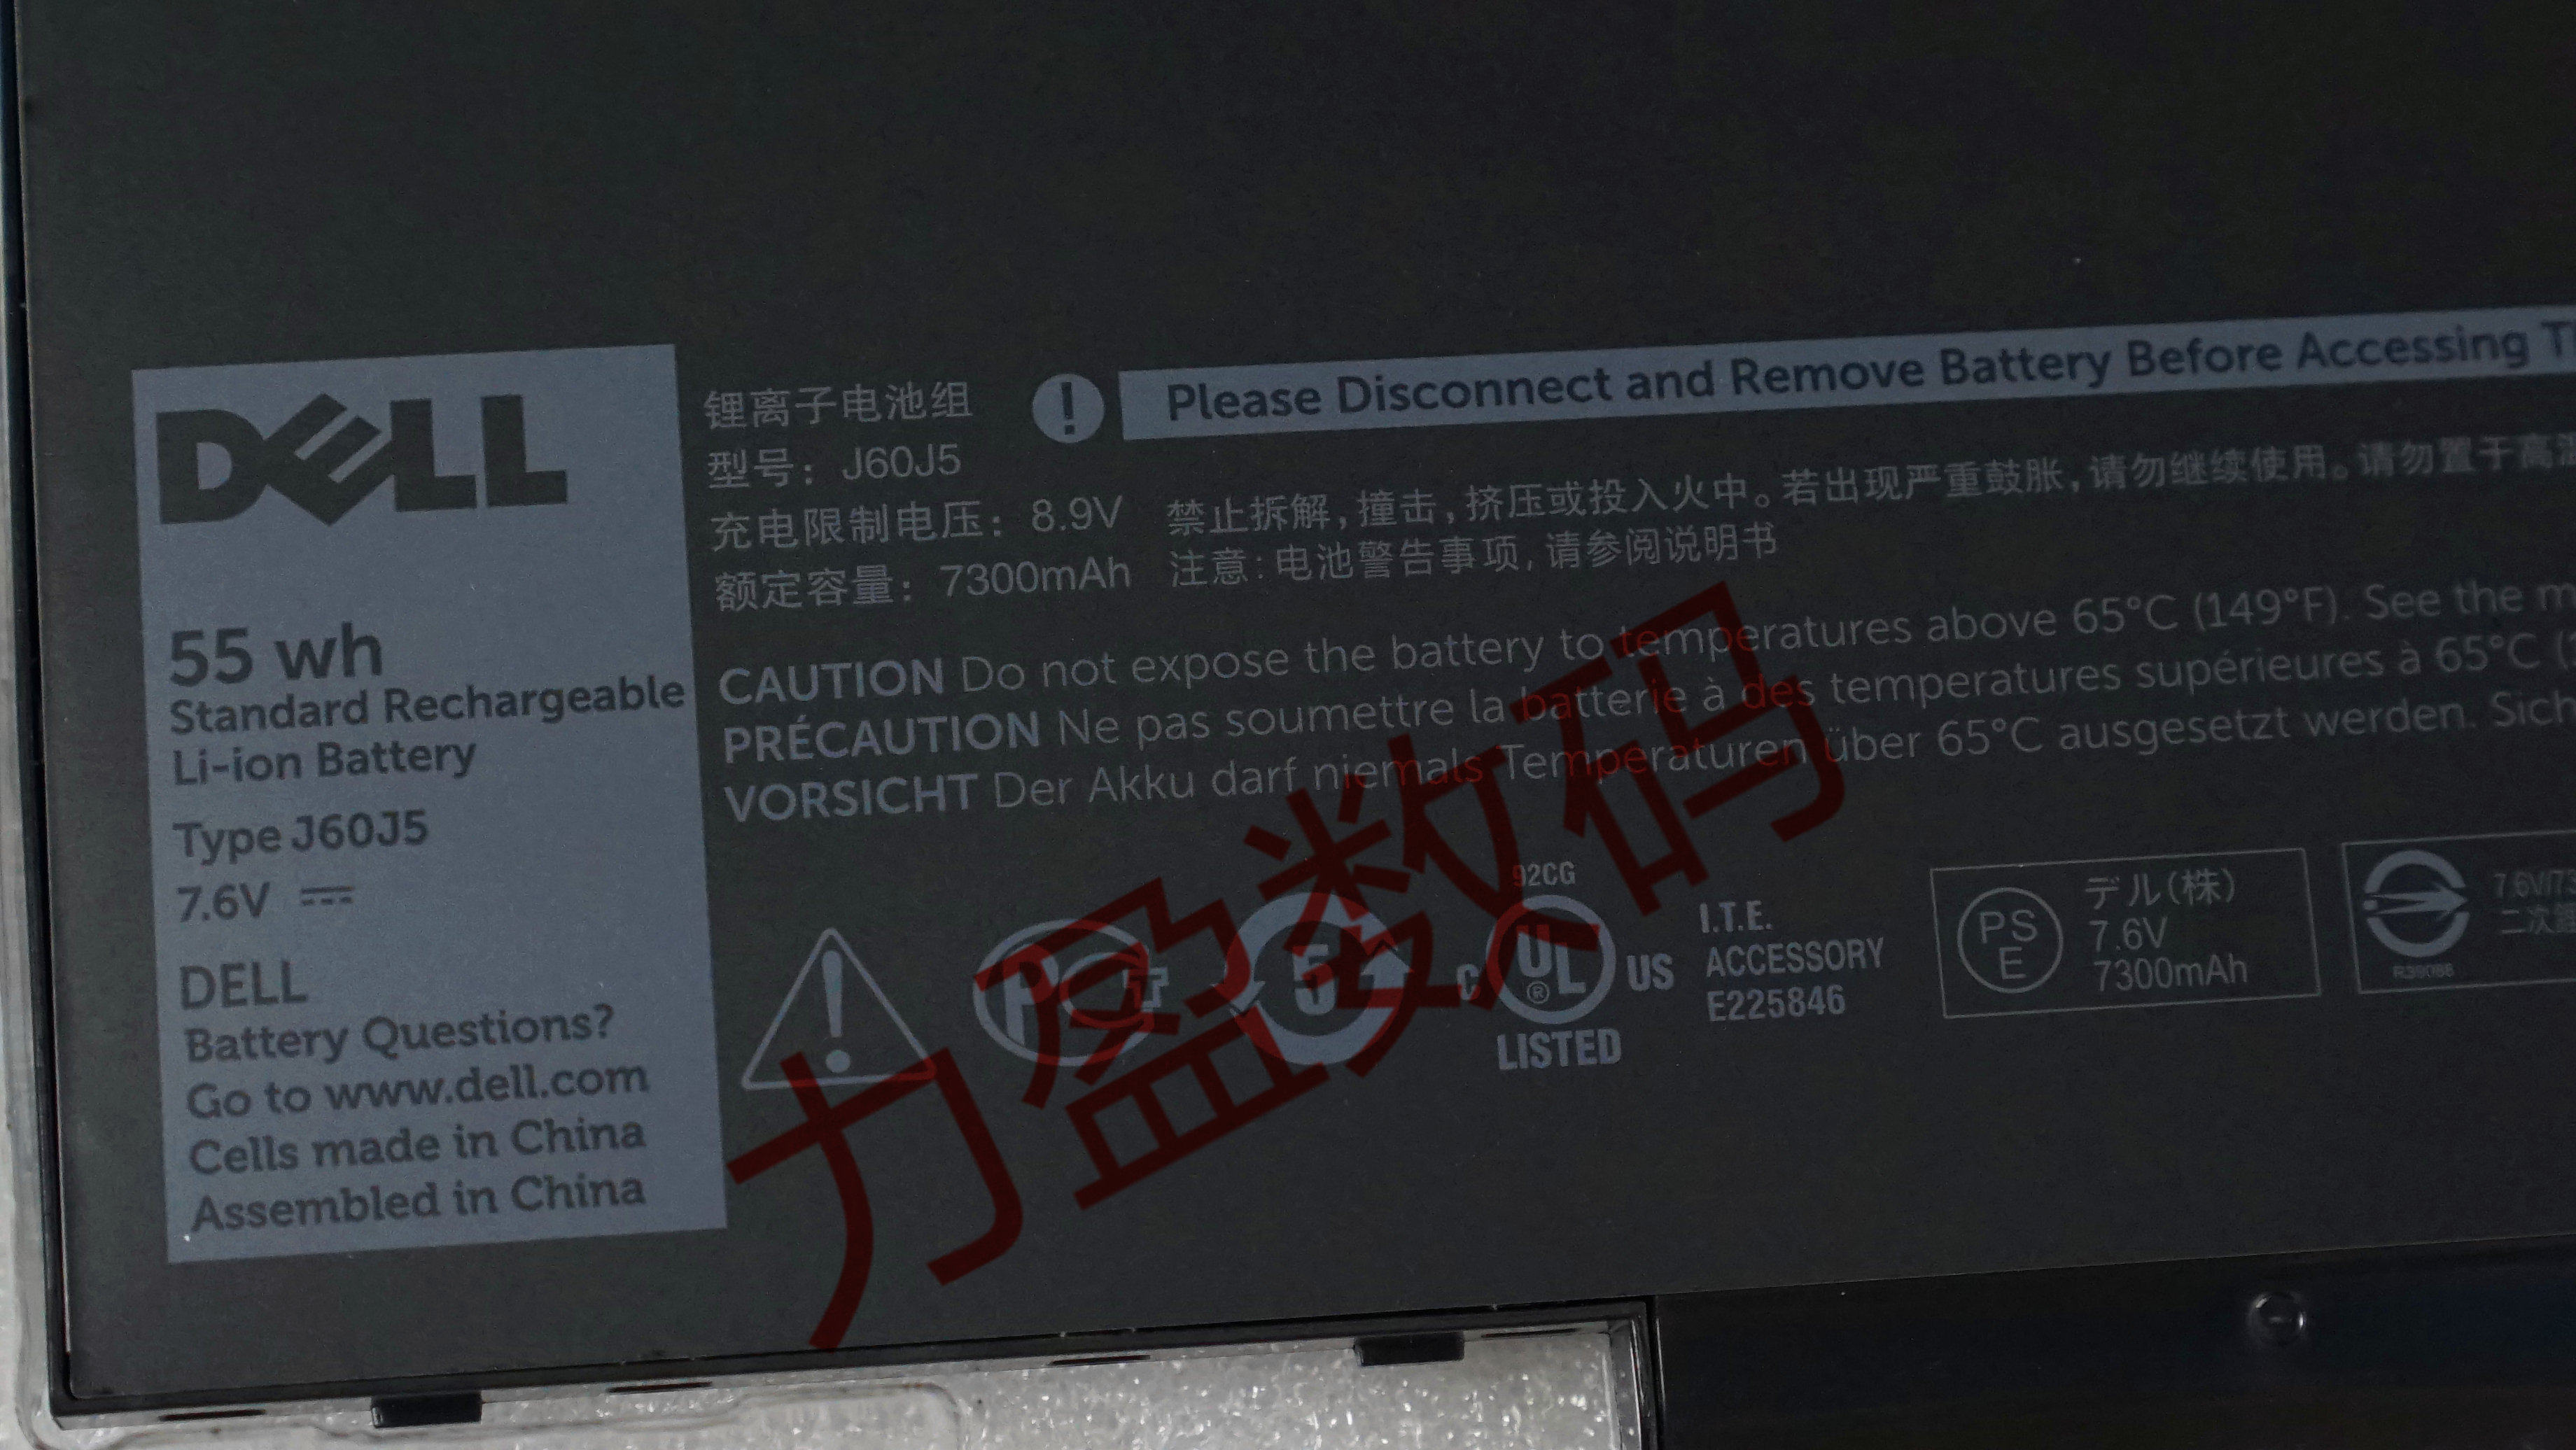 DELL
55 wh
Standard Rechargeable
Li-ion Battery
Type J60J5
7.6V
DELL
Battery Questions?
Go to www.dell.com
Cells made in China
Assembled in China
锂离子电池组
型号：J60J5
充电限制电压：8.9V
额定容量：7300mAh
! Please Disconnect and Remove Battery Before Accessing
禁止拆解，撞击，挤压或投入火中。若出现严重鼓胀，请勿继续使用。请勿置于高温
注意：电池警告事项，请参阅说明书
CAUTION Do not expose the battery to temperatures above 65°C (149°F). See the
PRÉCAUTION Ne pas soumettre la batterie à des temperatures supérieures à 65°C
VORSICHT Der Akku darf niemals Temperaturen über 65°C ausgesetzt werden.
5
92CG
C UL US
®
LISTED
I.T.E.
ACCESSORY
E225846
PS
E
デル(株)
7.6V
7300mAh
二次
力盈数码